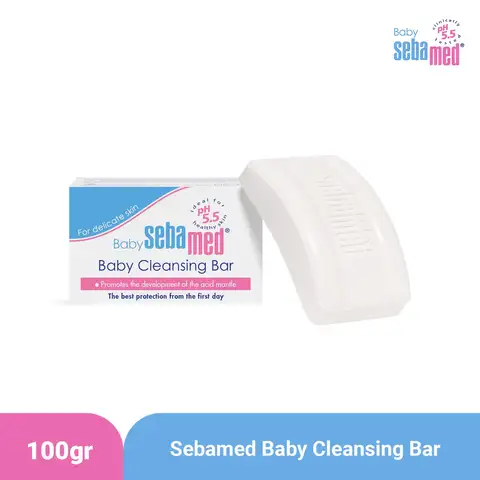 Baby
sebamed®
clinically tested
pH
5.5
For delicate skin
ideal for
pH
5.5
healthy skin
Baby sebamed®
Baby Cleansing Bar
• Promotes the development of the acid mantle
The best protection from the first day
100gr
Sebamed Baby Cleansing Bar